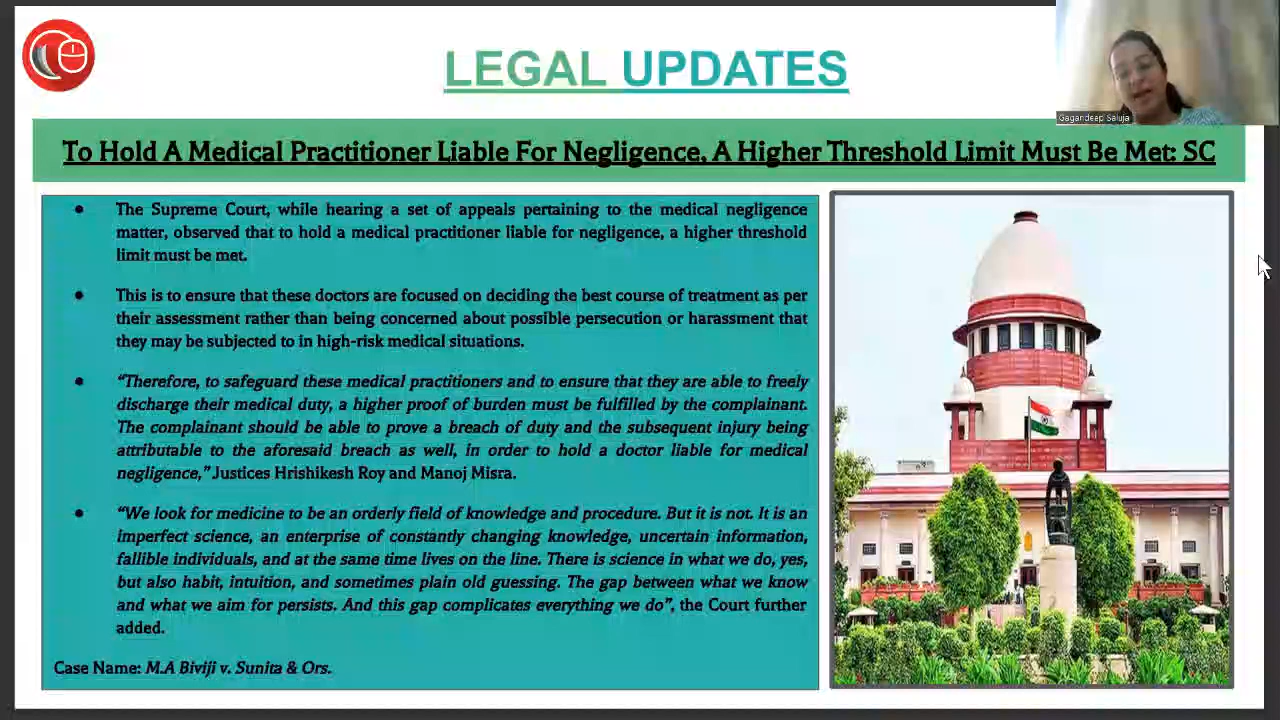 LEGAL UPDATES
Gagandeep Saluja
To Hold A Medical Practitioner Liable For Negligence, A Higher Threshold Limit Must Be Met: SC
● The Supreme Court, while hearing a set of appeals pertaining to the medical negligence
matter, observed that to hold a medical practitioner liable for negligence, a higher threshold
limit must be met.
● This is to ensure that these doctors are focused on deciding the best course of treatment as per
their assessment rather than being concerned about possible persecution or harassment that
they may be subjected to in high-risk medical situations.
● “Therefore, to safeguard these medical practitioners and to ensure that they are able to freely
discharge their medical duty, a higher proof of burden must be fulfilled by the complainant.
The complainant should be able to prove a breach of duty and the subsequent injury being
attributable to the aforesaid breach as well, in order to hold a doctor liable for medical
negligence,” Justices Hrishikesh Roy and Manoj Misra.
● “We look for medicine to be an orderly field of knowledge and procedure. But it is not. It is an
imperfect science, an enterprise of constantly changing knowledge, uncertain information,
fallible individuals, and at the same time lives on the line. There is science in what we do, yes,
but also habit, intuition, and sometimes plain old guessing. The gap between what we know
and what we aim for persists. And this gap complicates everything we do”, the Court further
added.
Case Name: M.A Biviji v. Sunita & Ors.